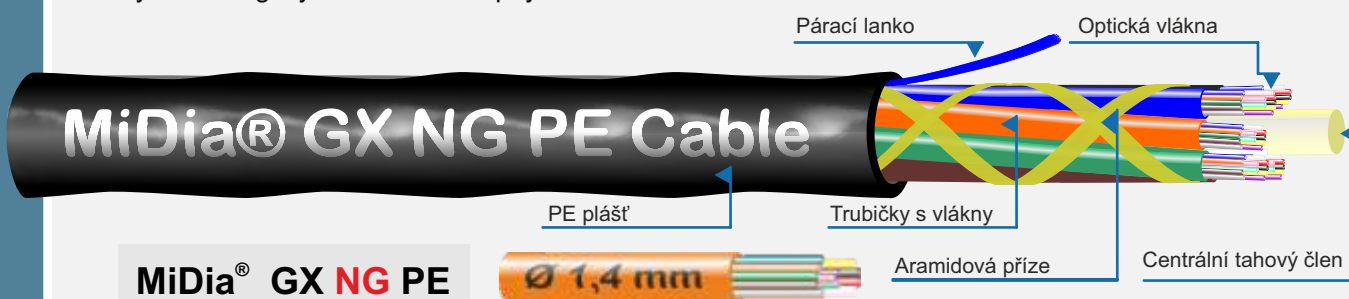 Párací lanko
Optická vlákna
MiDia® GX NG PE Cable
PE plášť
Trubičky s vlákny
Aramidová příze
Centrální tahový člen
MiDia® GX NG PE
Ø 1,4 mm